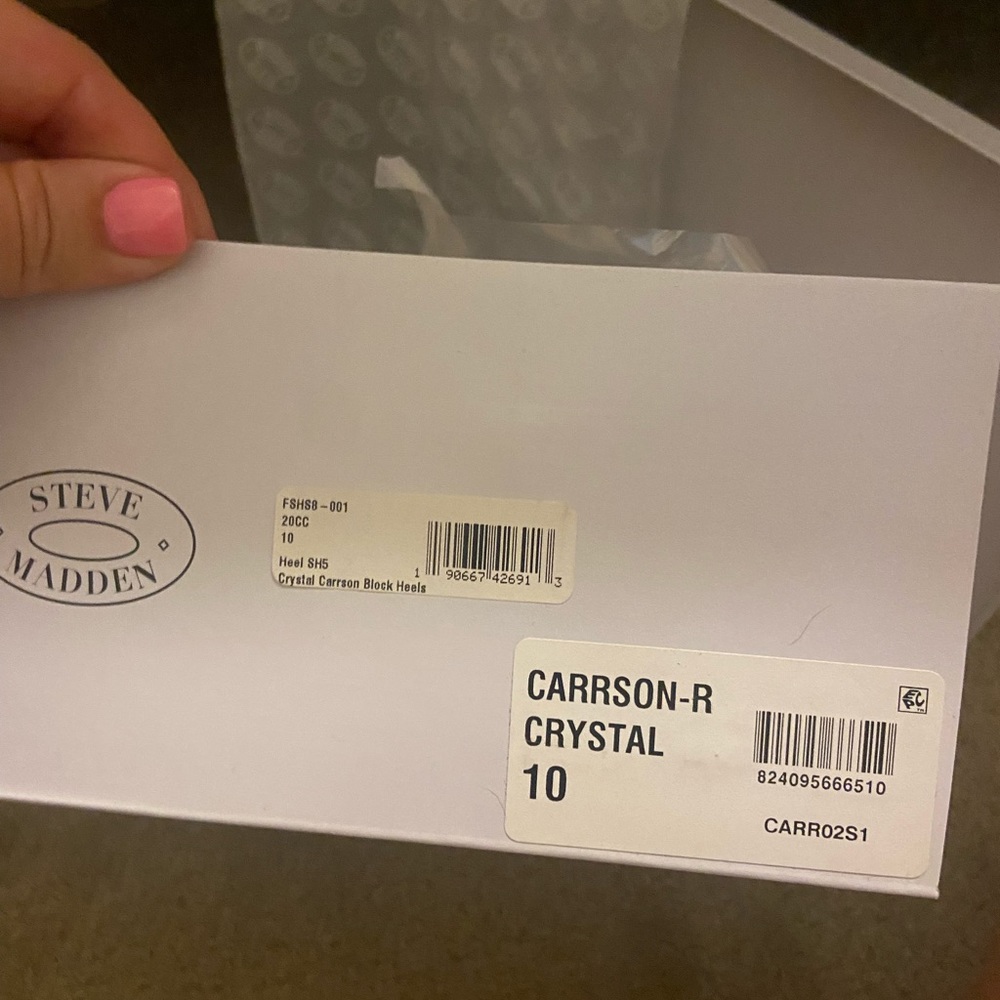 STEVE
MADDEN
FSHS8-001
20CC
10
Heel SH5
Crystal Carrson Block Heels
1 90667 42691 3
CARRSON-R
CRYSTAL
10
824095666510
CARR02S1